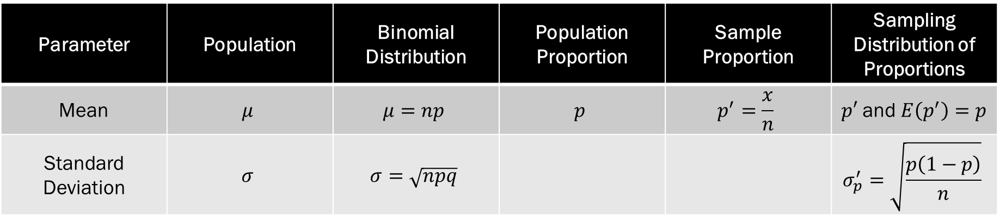 Parameter
Population
Binomial
Distribution
Population
Proportion
Sample
Proportion
Sampling
Distribution of
Proportions
Mean
μ
μ = np
p
p′ = x/n
p′ and E(p′) = p
Standard
Deviation
σ
σ = √npq
σ′ₚ = √(p(1 − p)/n)